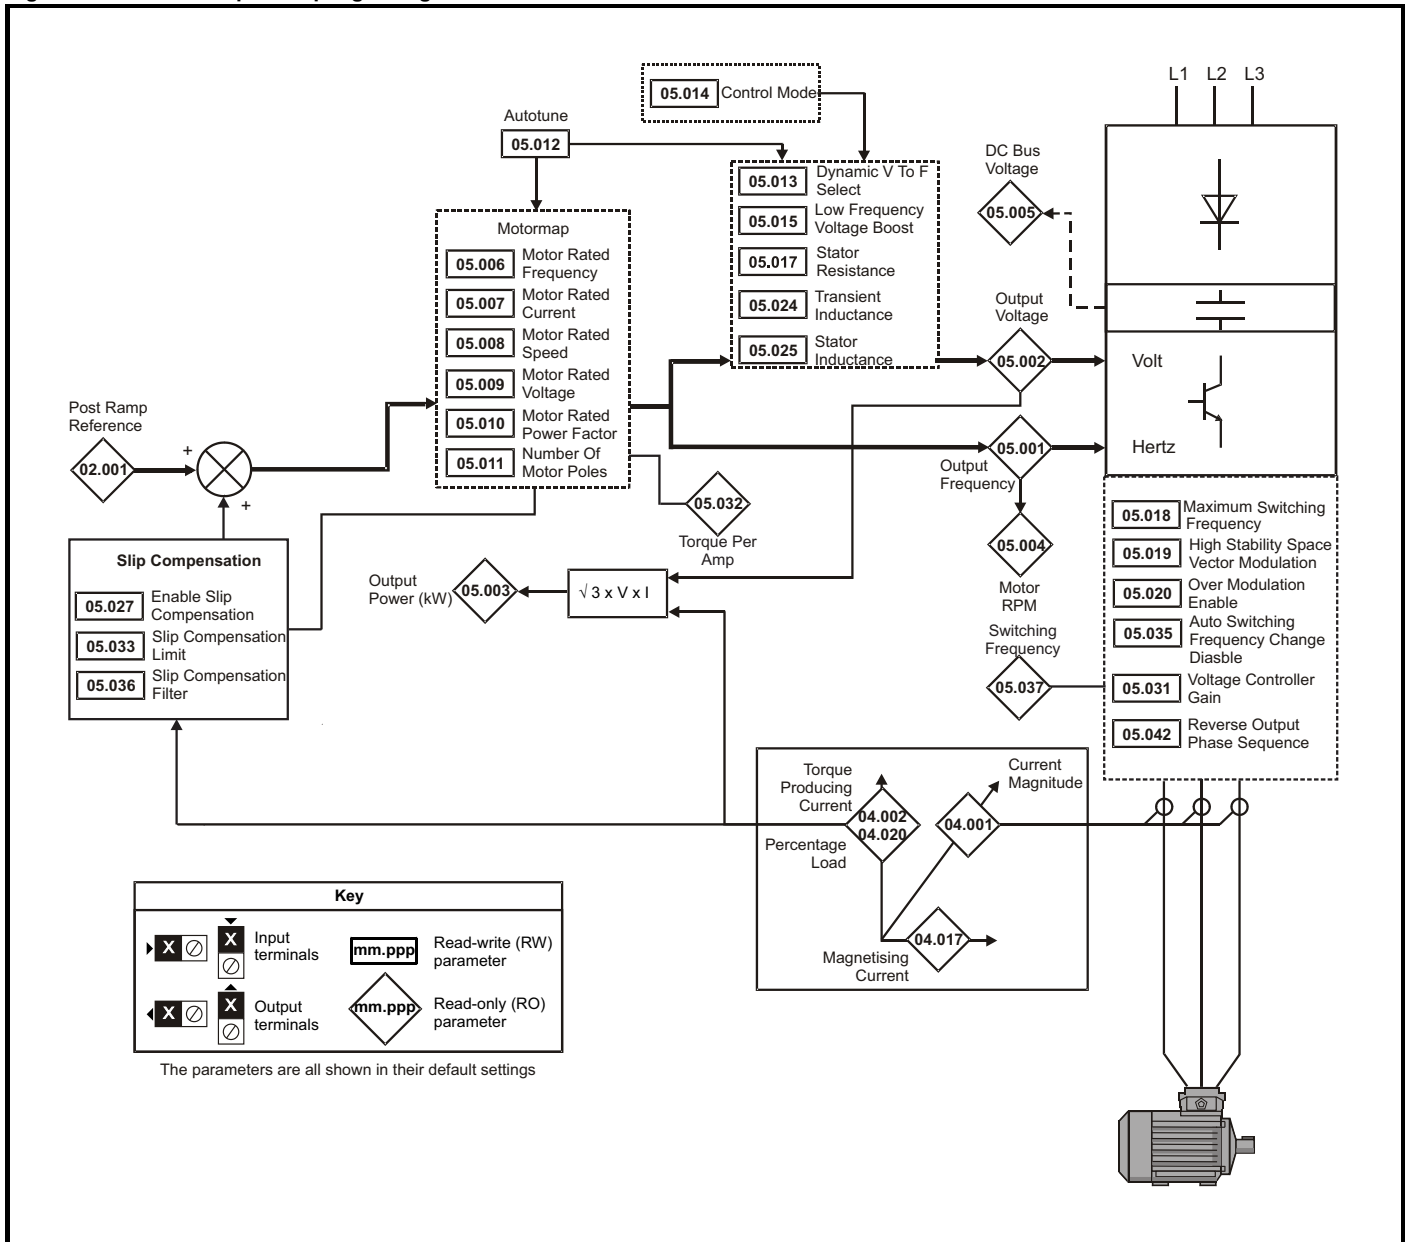 L1 L2 L3
05.014 Control Mode
Autotune
05.012
DC Bus
Voltage
05.005
05.013 Dynamic V To F
Select
05.015 Low Frequency
Voltage Boost
05.017 Stator
Resistance
05.024 Transient
Inductance
05.025 Stator
Inductance
Motormap
05.006 Motor Rated
Frequency
05.007 Motor Rated
Current
05.008 Motor Rated
Speed
05.009 Motor Rated
Voltage
05.010 Motor Rated
Power Factor
05.011 Number Of
Motor Poles
Output
Voltage
05.002
Volt
Post Ramp
Reference
02.001
+
+
05.001
Output
Frequency
Hertz
05.032
Torque Per
Amp
05.004
Motor
RPM
Slip Compensation
05.027 Enable Slip
Compensation
05.033 Slip Compensation
Limit
05.036 Slip Compensation
Filter
Output
Power (kW)
05.003
√ 3 x V x I
Switching
Frequency
05.037
05.018 Maximum Switching
Frequency
05.019 High Stability Space
Vector Modulation
05.020 Over Modulation
Enable
05.035 Auto Switching
Frequency Change
Diasble
05.031 Voltage Controller
Gain
05.042 Reverse Output
Phase Sequence
Torque
Producing
Current
04.002
04.020
Percentage
Load
Current
Magnitude
04.001
04.017
Magnetising
Current
Key
X X Input
terminals
mm.ppp Read-write (RW)
parameter
X X Output
terminals
mm.ppp Read-only (RO)
parameter
The parameters are all shown in their default settings